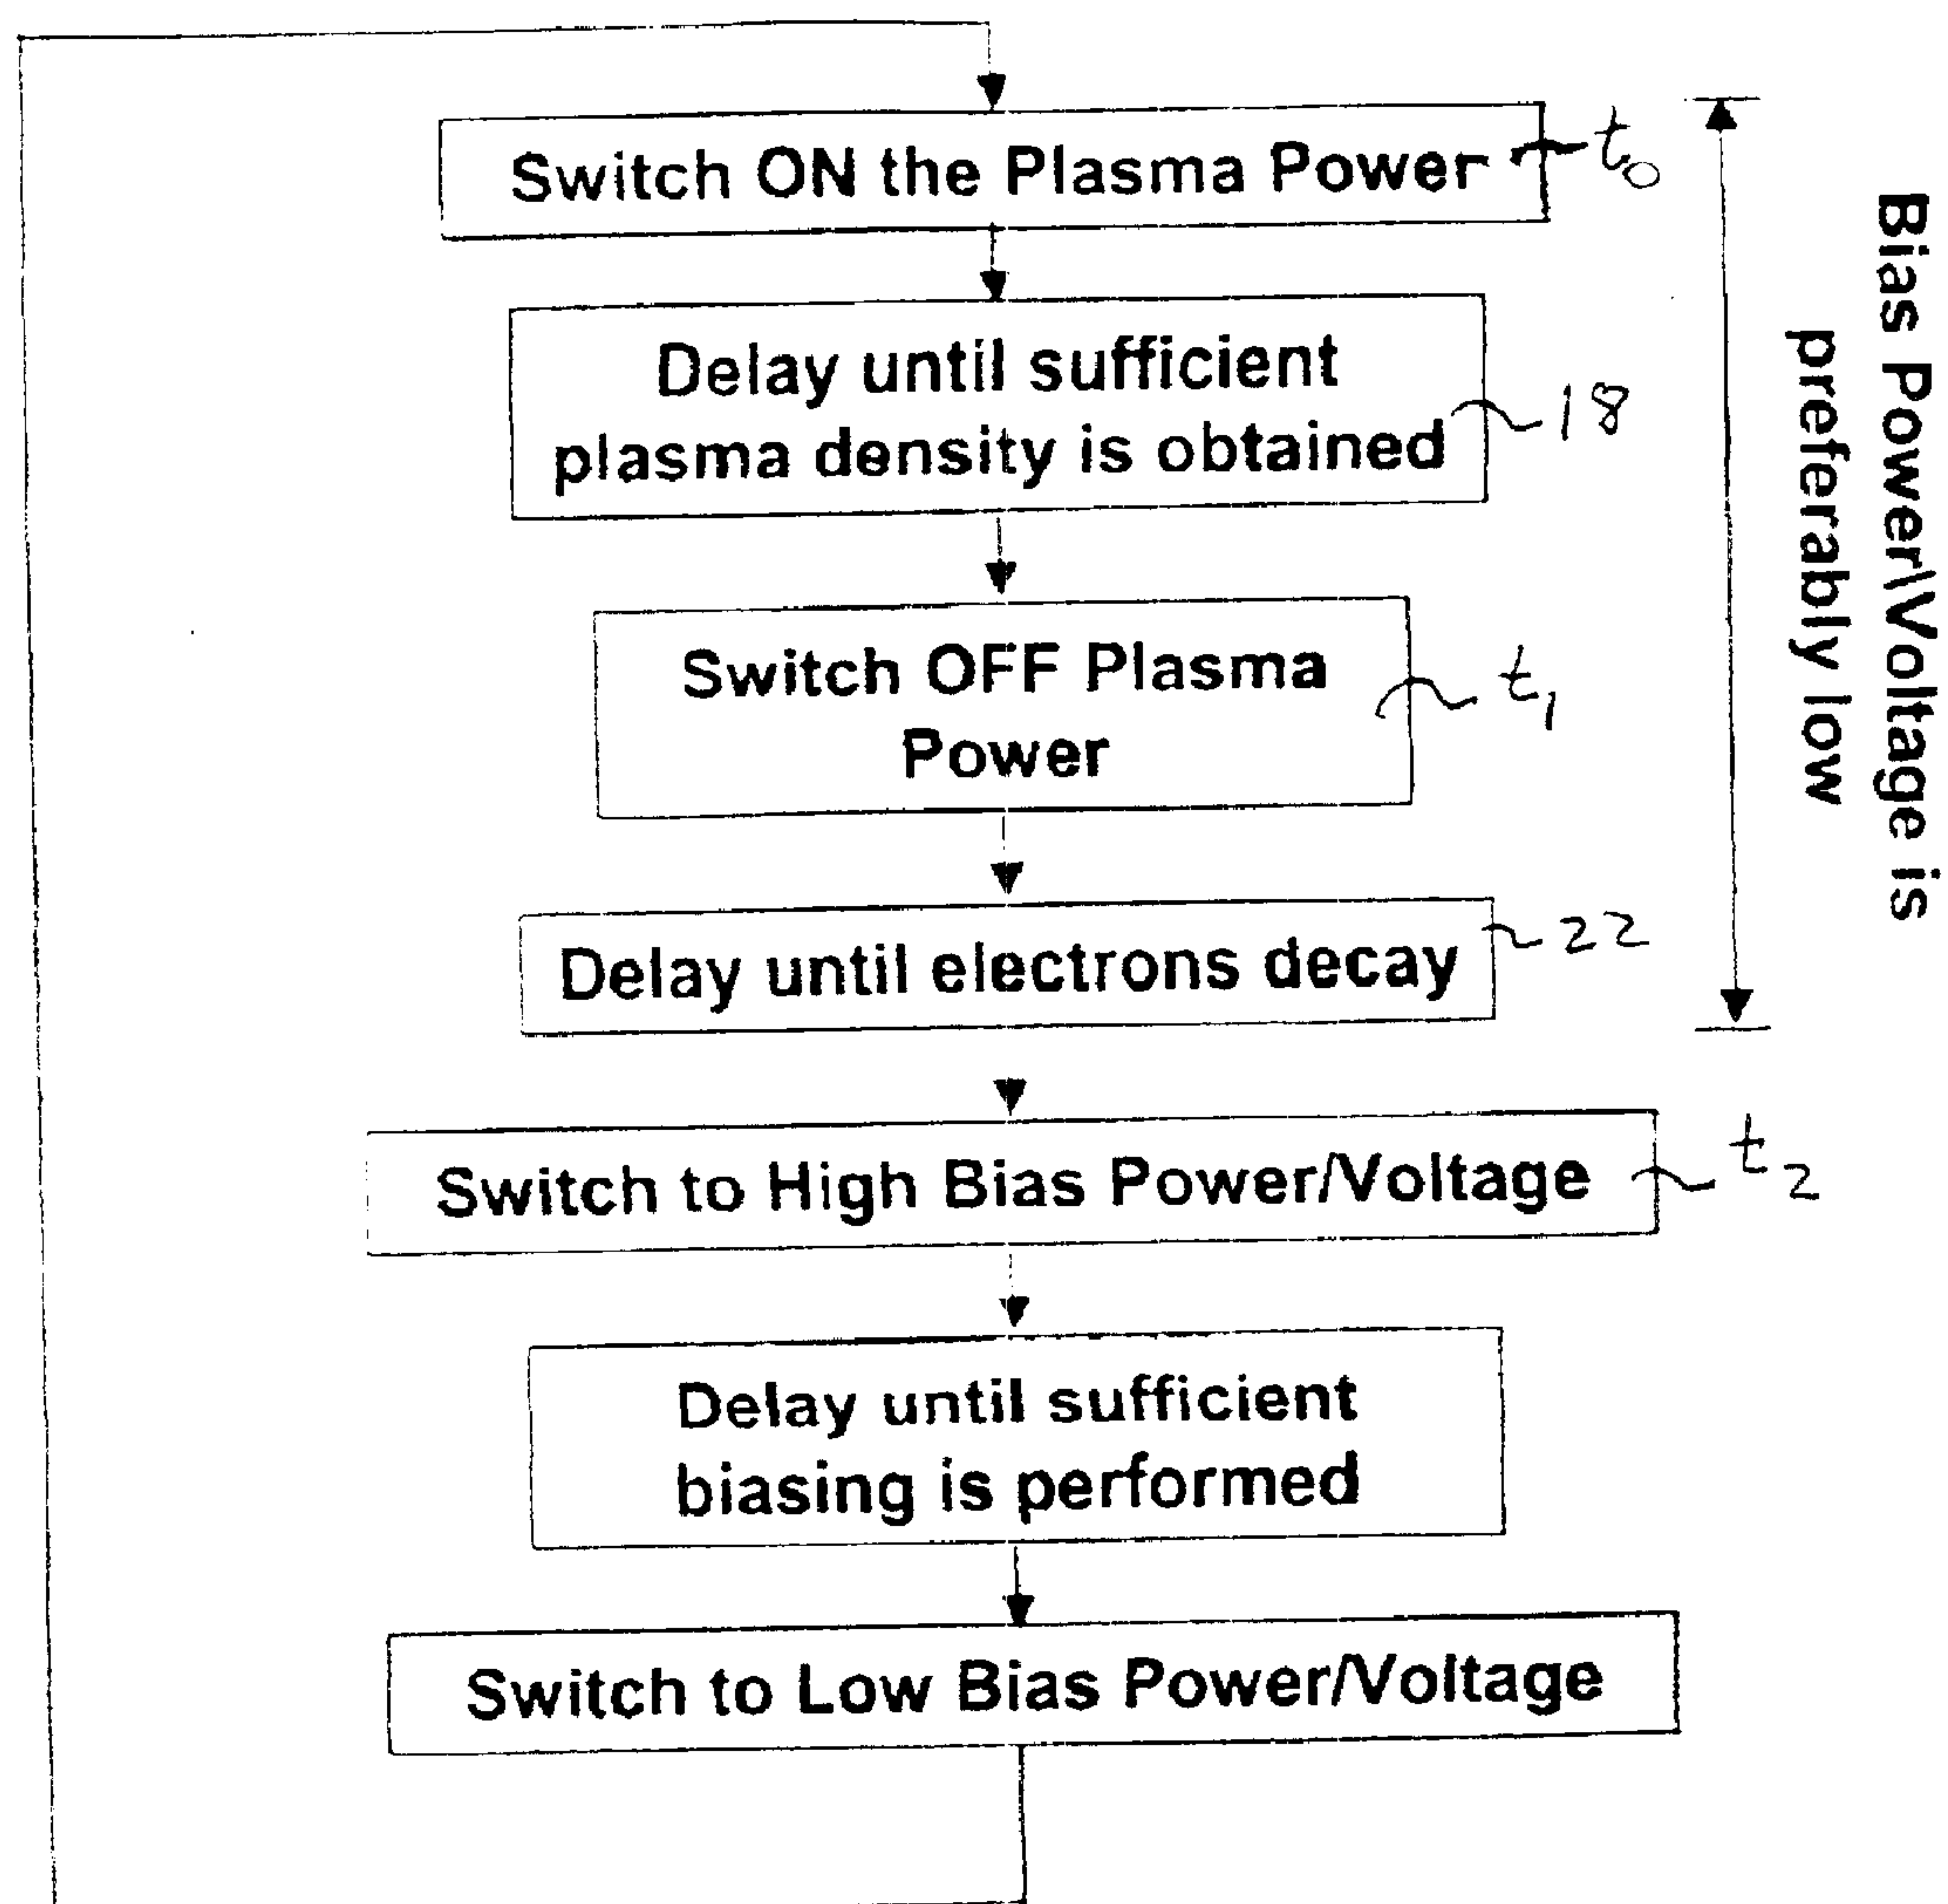 Switch ON the Plasma Power
t0
Delay until sufficient
plasma density is obtained
18
Switch OFF Plasma
Power
t1
Delay until electrons decay
22
Bias Power\Voltage is
preferably low
Switch to High Bias Power/Voltage
t2
Delay until sufficient
biasing is performed
Switch to Low Bias Power/Voltage